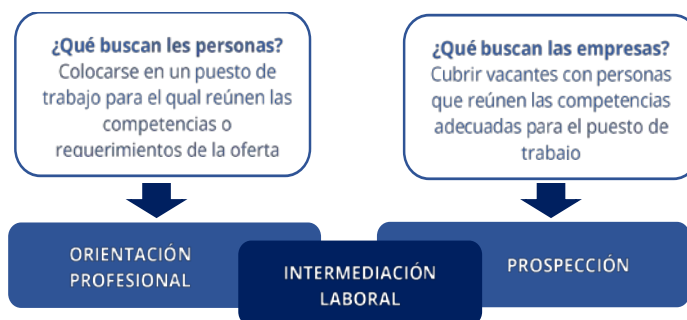 ¿Qué buscan les personas?
Colocarse en un puesto de
trabajo para el qual reúnen las
competencias o
requerimientos de la oferta
¿Qué buscan las empresas?
Cubrir vacantes con personas
que reúnen las competencias
adecuadas para el puesto de
trabajo
ORIENTACIÓN
PROFESIONAL
INTERMEDIACIÓN
LABORAL
PROSPECCIÓN